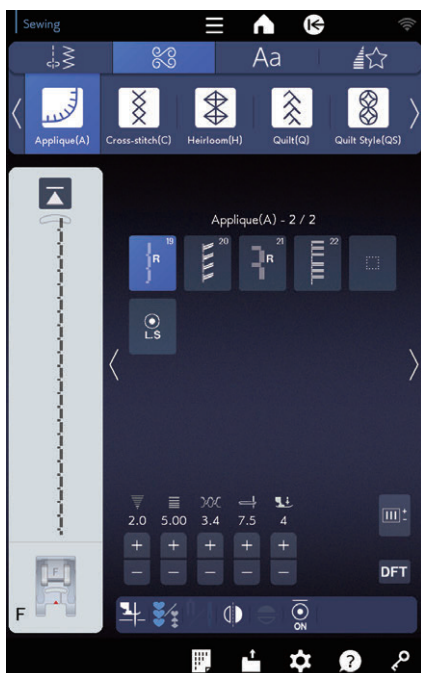 Sewing
Aa
Applique(A) Cross-stitch(C) Heirloom(H) Quilt(Q) Quilt Style(QS)
Applique(A) - 2 / 2
19 20 21 22
R R
L.S
2.0 5.00 3.4 7.5 4
+ + + + +
− − − − −
DFT
F
F
ON
?